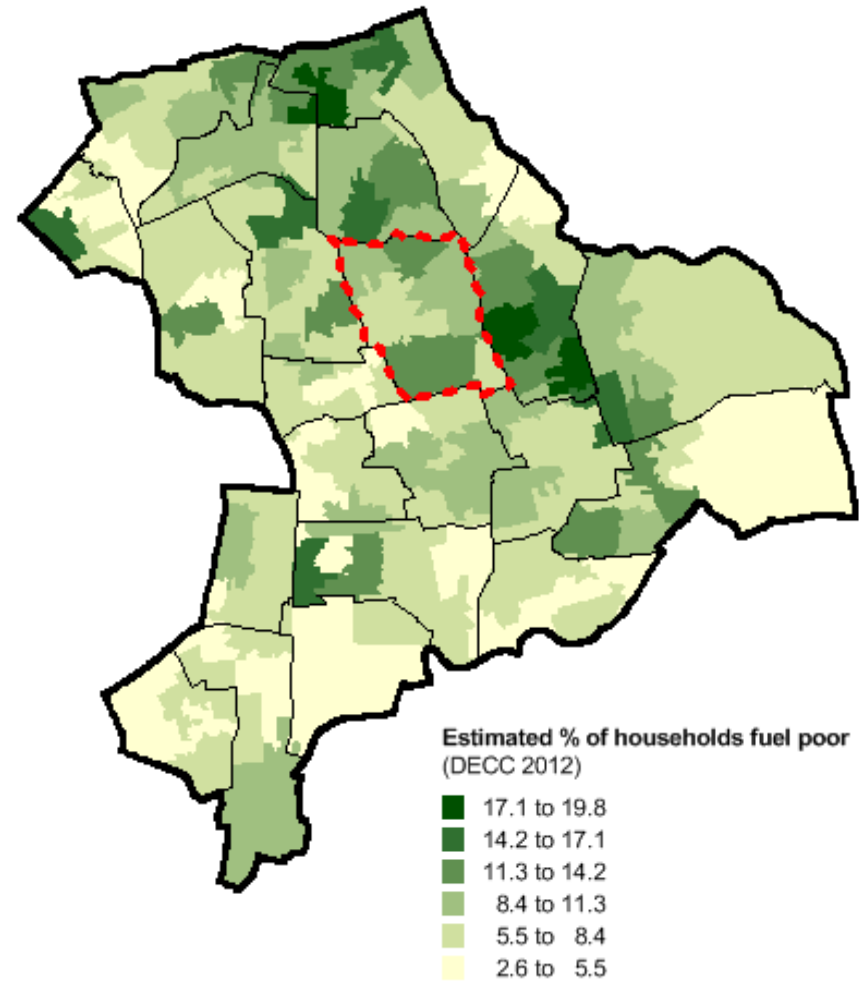 Estimated % of households fuel poor
(DECC 2012)
17.1 to 19.8
14.2 to 17.1
11.3 to 14.2
8.4 to 11.3
5.5 to 8.4
2.6 to 5.5